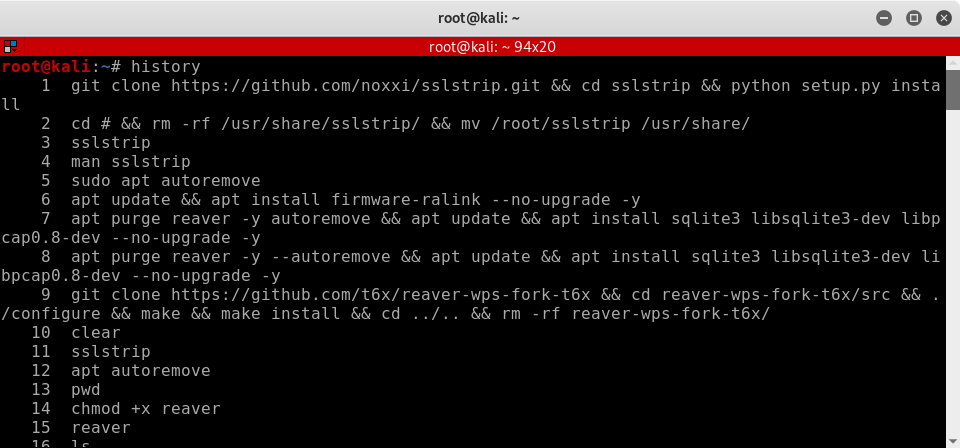 root@kali: ~
root@kali: ~ 94x20
root@kali:~# history
1 git clone https://github.com/noxxi/sslstrip.git && cd sslstrip && python setup.py insta
ll
2 cd # && rm -rf /usr/share/sslstrip/ && mv /root/sslstrip /usr/share/
3 sslstrip
4 man sslstrip
5 sudo apt autoremove
6 apt update && apt install firmware-ralink --no-upgrade -y
7 apt purge reaver -y autoremove && apt update && apt install sqlite3 libsqlite3-dev libp
cap0.8-dev --no-upgrade -y
8 apt purge reaver -y --autoremove && apt update && apt install sqlite3 libsqlite3-dev li
bpcap0.8-dev --no-upgrade -y
9 git clone https://github.com/t6x/reaver-wps-fork-t6x && cd reaver-wps-fork-t6x/src && .
/configure && make && make install && cd ../.. && rm -rf reaver-wps-fork-t6x/
10 clear
11 sslstrip
12 apt autoremove
13 pwd
14 chmod +x reaver
15 reaver
16 ls